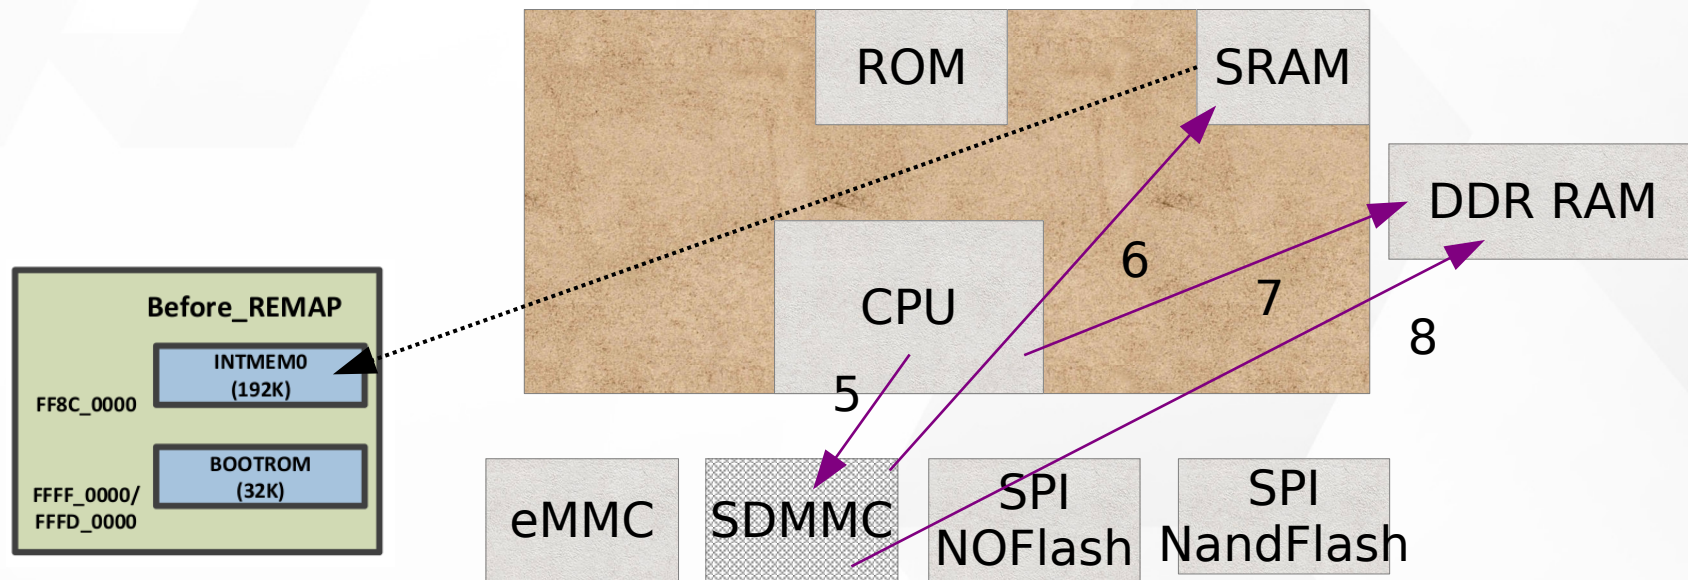 ROM
SRAM
DDR RAM
Before_REMAP
INTMEM0
(192K)
FF8C_0000
BOOTROM
(32K)
FFFF_0000/
FFFD_0000
CPU
5
6
7
8
eMMC
SDMMC
SPI
NOFlash
SPI
NandFlash